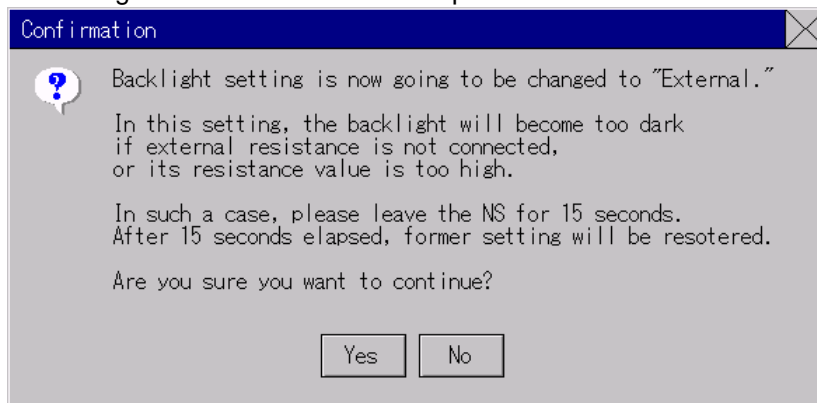 Confirmation
Backlight setting is now going to be changed to "External."
In this setting, the backlight will become too dark
if external resistance is not connected,
or its resistance value is too high.
In such a case, please leave the NS for 15 seconds.
After 15 seconds elapsed, former setting will be resotered.
Are you sure you want to continue?
Yes No